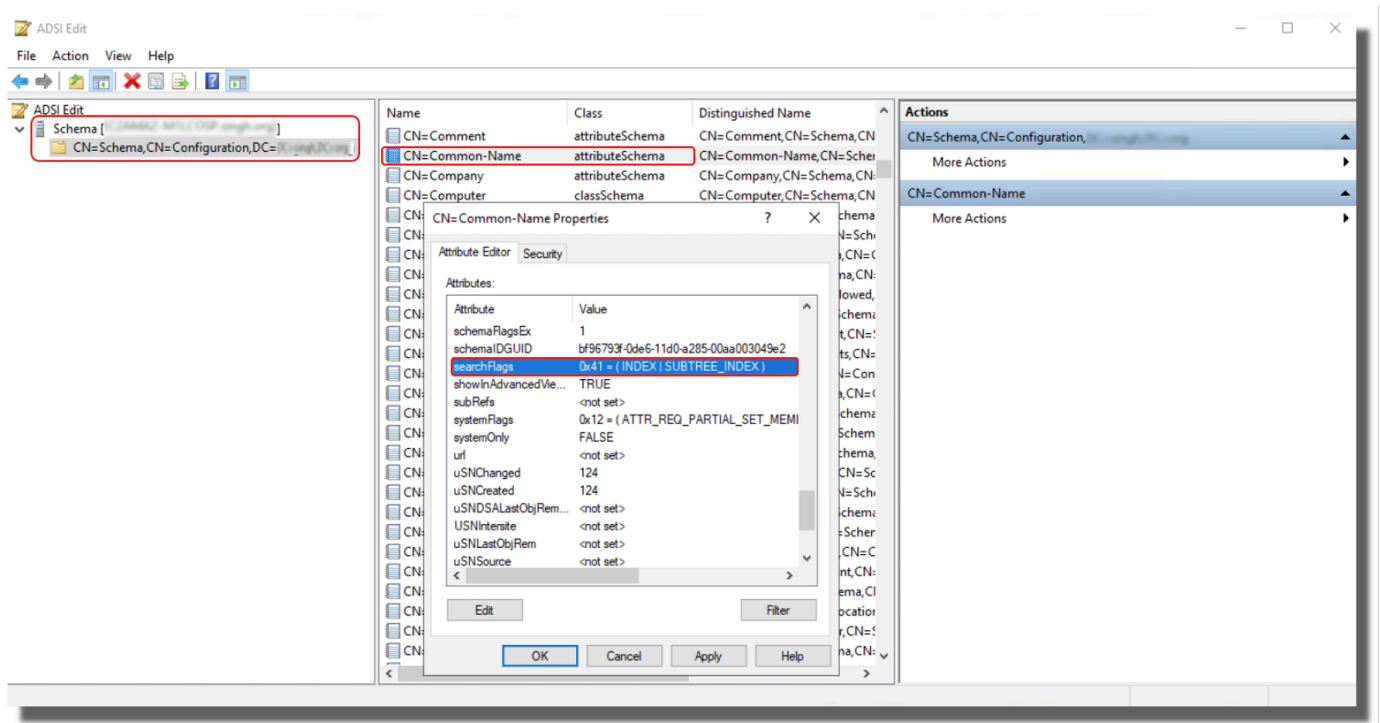 ADSI Edit
File Action View Help
ADSI Edit
Schema [ ]
CN=Schema,CN=Configuration,DC=
Name Class Distinguished Name
CN=Comment attributeSchema CN=Comment,CN=Schema,CN
CN=Common-Name attributeSchema CN=Common-Name,CN=Scher
CN=Company attributeSchema CN=Company,CN=Schema,CN=
CN=Computer classSchema CN=Computer,CN=Schema,CN
CN=Common-Name Properties ? ×
Attribute Editor Security
Attributes:
Attribute Value
schemaFlagsEx 1
schemaIDGUID bf96793f-0de6-11d0-a285-00aa003049e2
searchFlags 0x41 = ( INDEX | SUBTREE_INDEX )
showInAdvancedVie... TRUE
subRefs <not set>
systemFlags 0x12 = ( ATTR_REQ_PARTIAL_SET_MEMI
systemOnly FALSE
url <not set>
uSNChanged 124
uSNCreated 124
uSNDSALastObjRem... <not set>
USNIntersite <not set>
uSNLastObjRem <not set>
uSNSource <not set>
Edit Filter
OK Cancel Apply Help
Actions
CN=Schema,CN=Configuration,
More Actions
CN=Common-Name
More Actions